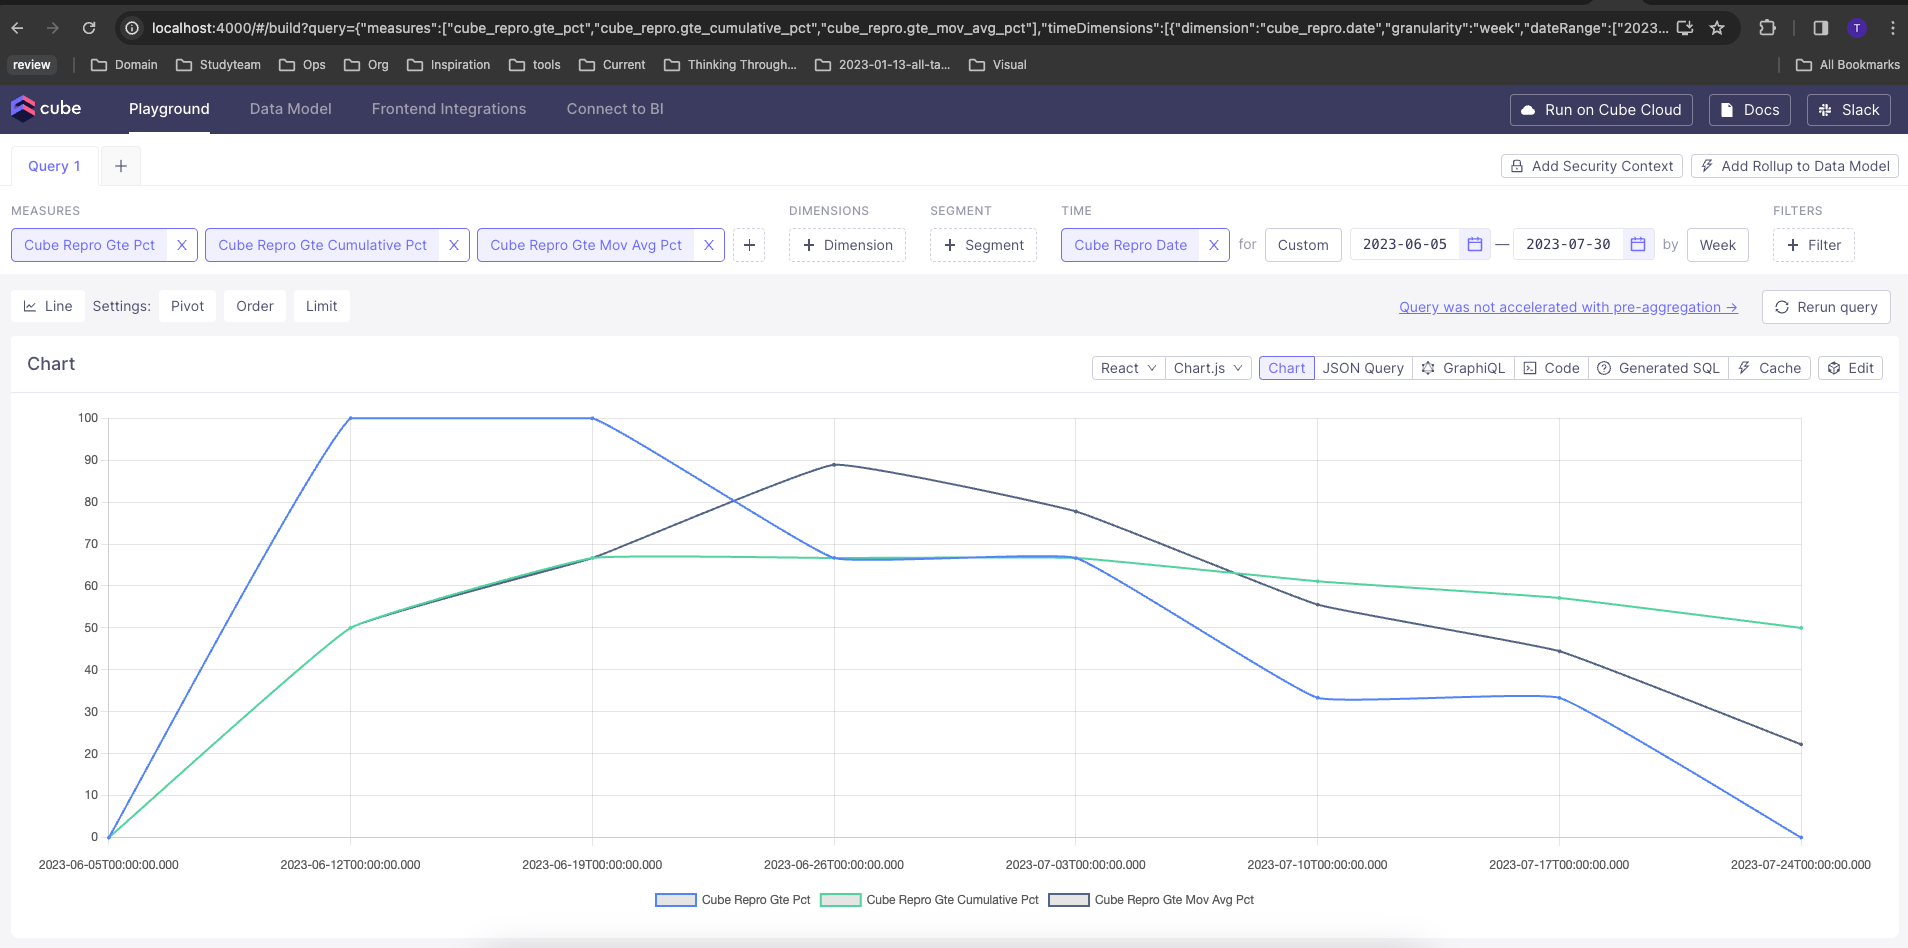 localhost:4000/#/build?query={"measures":["cube_repro.gte_pct","cube_repro.gte_cumulative_pct","cube_repro.gte_mov_avg_pct"],"timeDimensions":[{"dimension":"cube_repro.date","granularity":"week","dateRange":["2023... T
review Domain Studyteam Ops Org Inspiration tools Current Thinking Through... 2023-01-13-all-ta... Visual All Bookmarks
cube Playground Data Model Frontend Integrations Connect to BI Run on Cube Cloud Docs Slack
Query 1 + Add Security Context Add Rollup to Data Model
MEASURES DIMENSIONS SEGMENT TIME FILTERS
Cube Repro Gte Pct X Cube Repro Gte Cumulative Pct X Cube Repro Gte Mov Avg Pct X + + Dimension + Segment Cube Repro Date X for Custom 2023-06-05 — 2023-07-30 by Week + Filter
Line Settings: Pivot Order Limit Query was not accelerated with pre-aggregation → Rerun query
Chart React Chart.js Chart JSON Query GraphiQL Code Generated SQL Cache Edit
100
90
80
70
60
50
40
30
20
10
0
2023-06-05T00:00:00.000 2023-06-12T00:00:00.000 2023-06-19T00:00:00.000 2023-06-26T00:00:00.000 2023-07-03T00:00:00.000 2023-07-10T00:00:00.000 2023-07-17T00:00:00.000 2023-07-24T00:00:00.000
Cube Repro Gte Pct Cube Repro Gte Cumulative Pct Cube Repro Gte Mov Avg Pct